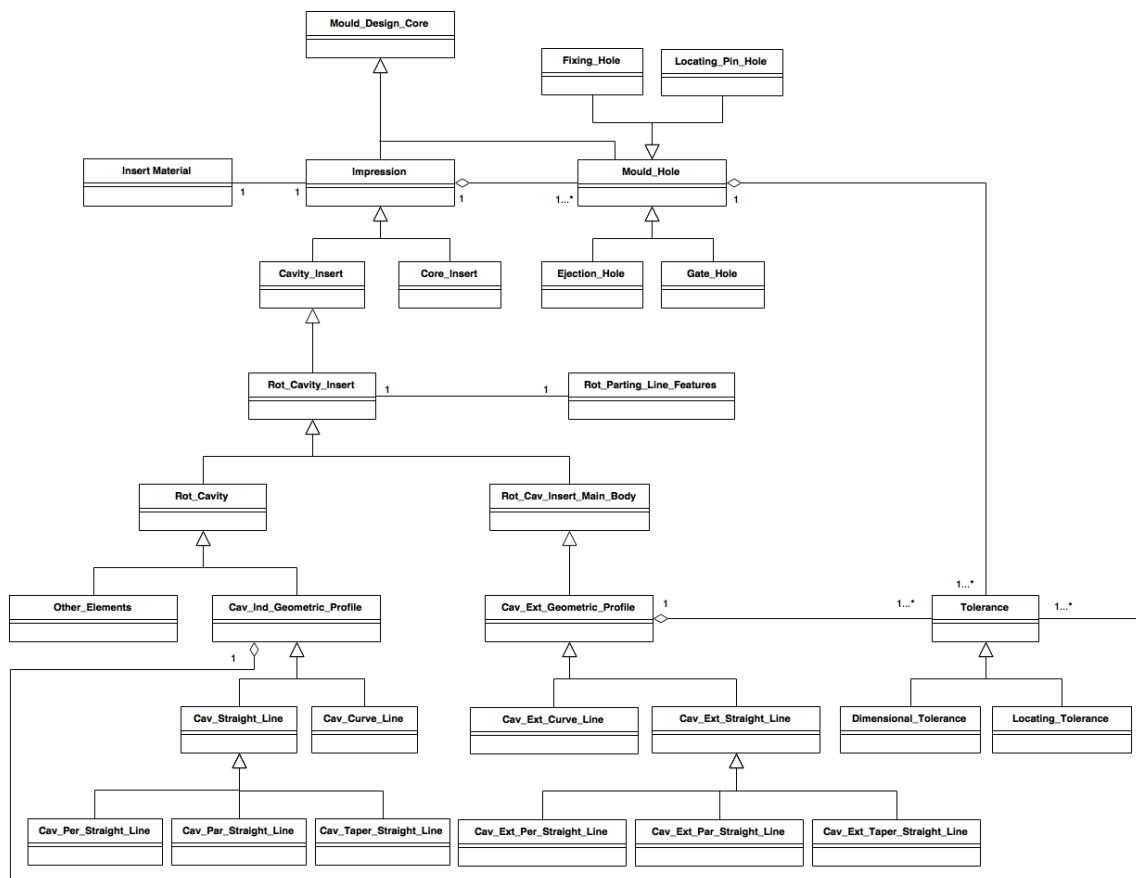 Mould_Design_Core
Fixing_Hole
Locating_Pin_Hole
Insert Material
Impression
Mould_Hole
1
1
1
1...*
1
Cavity_Insert
Core_Insert
Ejection_Hole
Gate_Hole
Rot_Cavity_Insert
1
1
Rot_Parting_Line_Features
Rot_Cavity
Rot_Cav_Insert_Main_Body
1...*
Other_Elements
Cav_Ind_Geometric_Profile
Cav_Ext_Geometric_Profile
1
1...*
Tolerance
1...*
1
Cav_Straight_Line
Cav_Curve_Line
Cav_Ext_Curve_Line
Cav_Ext_Straight_Line
Dimensional_Tolerance
Locating_Tolerance
Cav_Per_Straight_Line
Cav_Par_Straight_Line
Cav_Taper_Straight_Line
Cav_Ext_Per_Straight_Line
Cav_Ext_Par_Straight_Line
Cav_Ext_Taper_Straight_Line